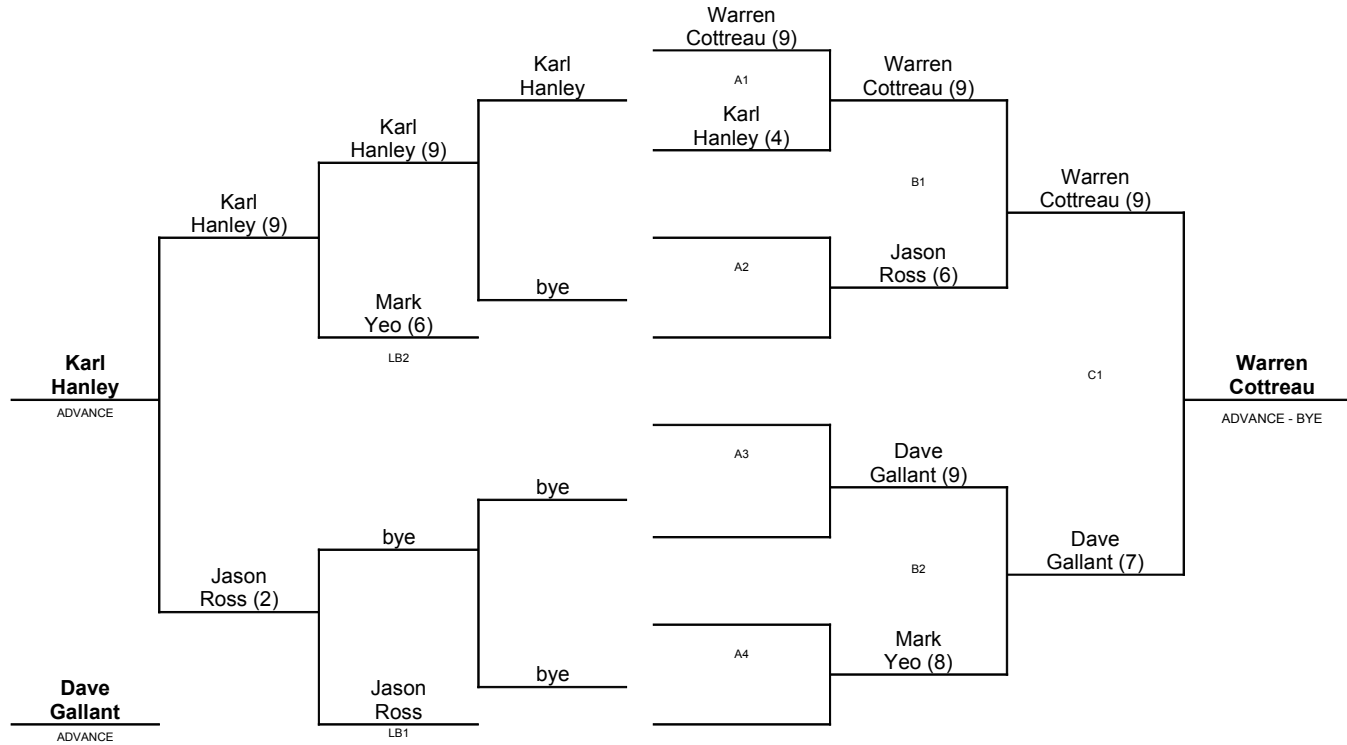 Warren
Cottreau (9)
Karl
Hanley
A1
Warren
Cottreau (9)
Karl
Hanley (9)
Karl
Hanley (4)
B1
Warren
Cottreau (9)
Karl
Hanley (9)
A2
Jason
Ross (6)
bye
Mark
Yeo (6)
LB2
Karl
Hanley
ADVANCE
C1
Warren
Cottreau
ADVANCE - BYE
A3
Dave
Gallant (9)
bye
bye
B2
Dave
Gallant (7)
Jason
Ross (2)
A4
Mark
Yeo (8)
bye
Jason
Ross
LB1
Dave
Gallant
ADVANCE